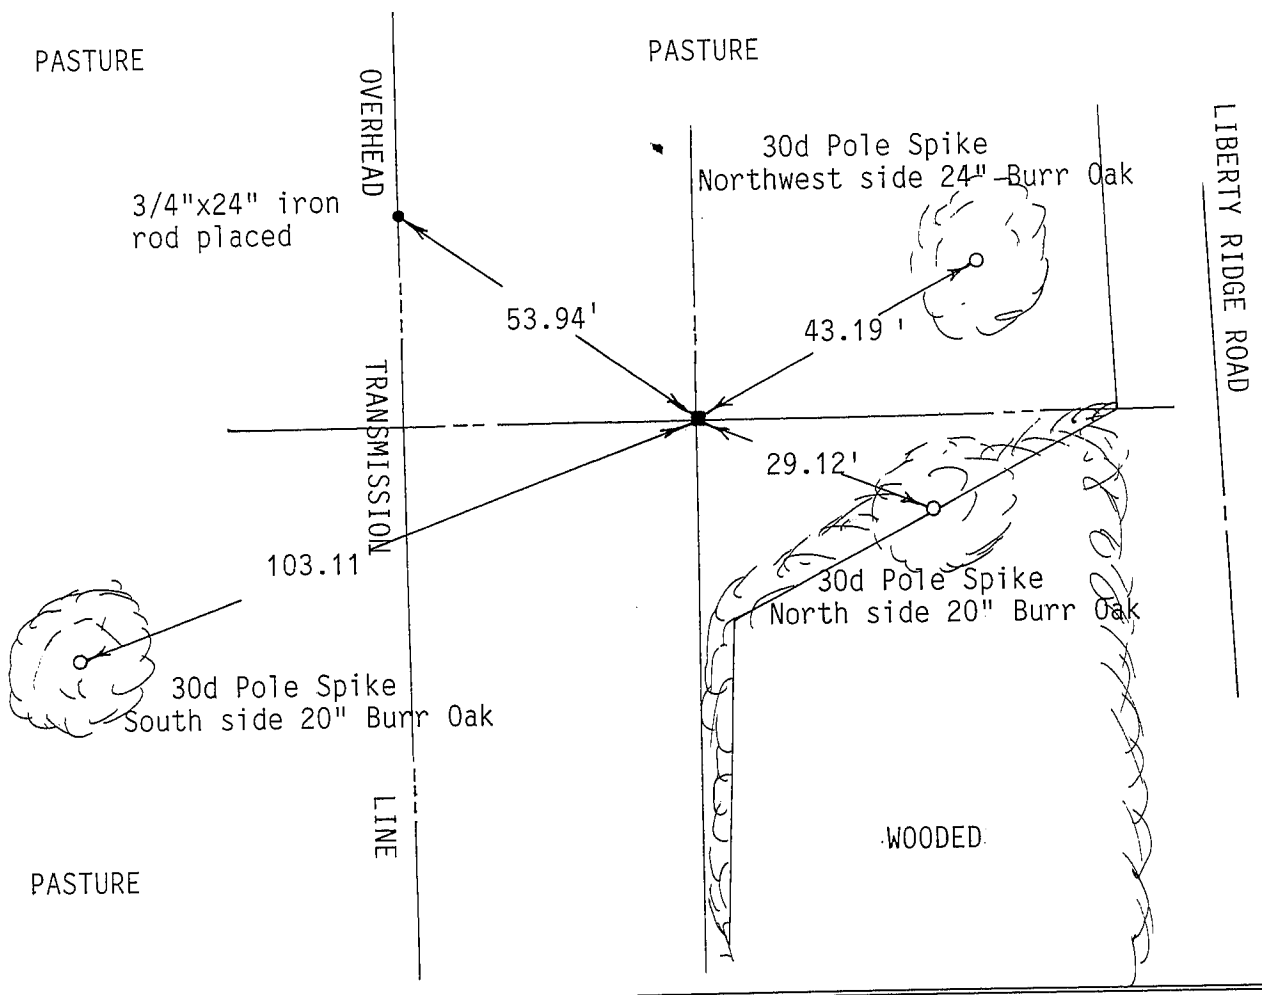 PASTURE
PASTURE
OVERHEAD
30d Pole Spike
Northwest side 24" Burr Oak
LIBERTY RIDGE ROAD
3/4"x24" iron
rod placed
53.94'
43.19 '
TRANSMISSION
29.12'
103.11
30d Pole Spike
North side 20" Burr Oak
30d Pole Spike
South side 20" Burr Oak
LINE
WOODED
PASTURE